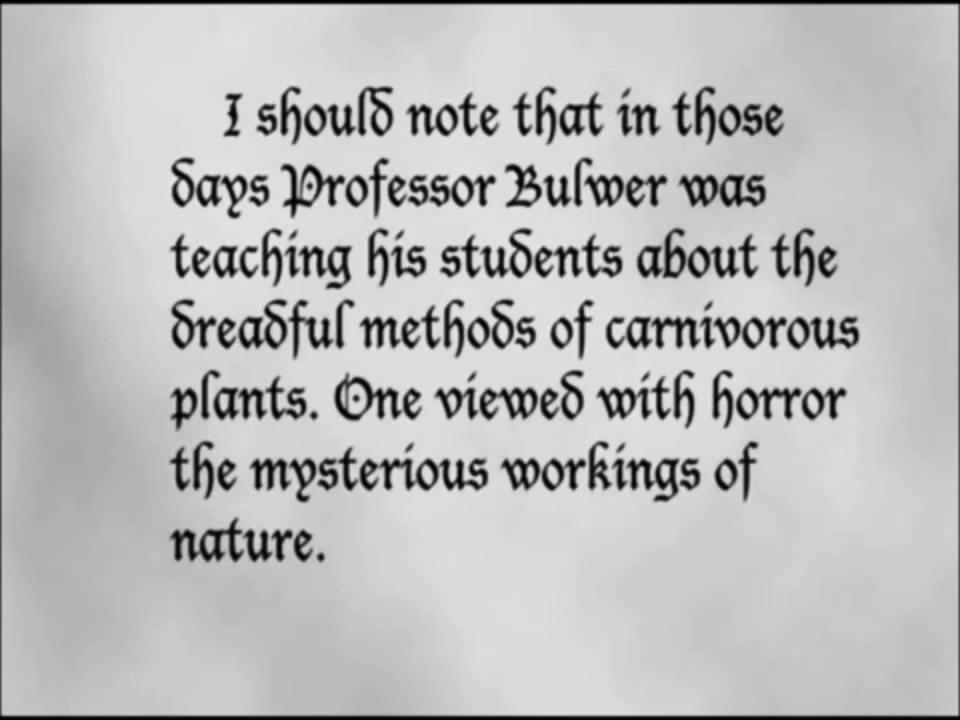 I should note that in those
days Professor Bulwer was
teaching his students about the
dreadful methods of carnivorous
plants. One viewed with horror
the mysterious workings of
nature.